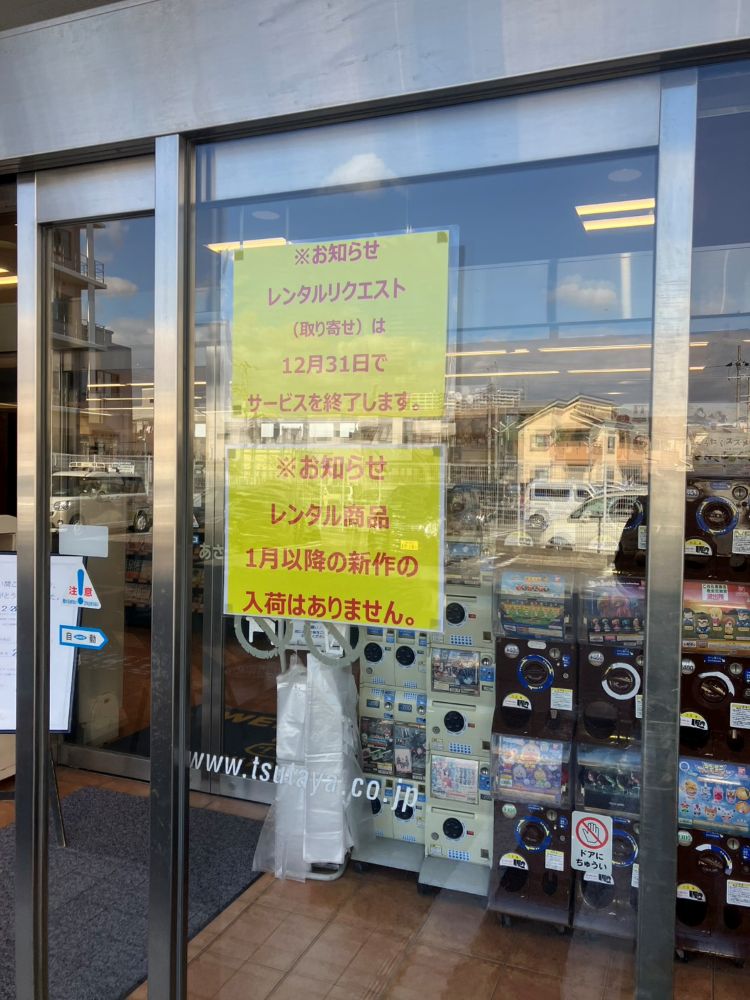 ※お知らせ
レンタルリクエスト
（取り寄せ）は
12月31日で
サービスを終了します。
※お知らせ
レンタル商品
1月以降の新作の
入荷はありません。
注意
自動
www.tsutaya.co.jp
ドアに
ちゅうい